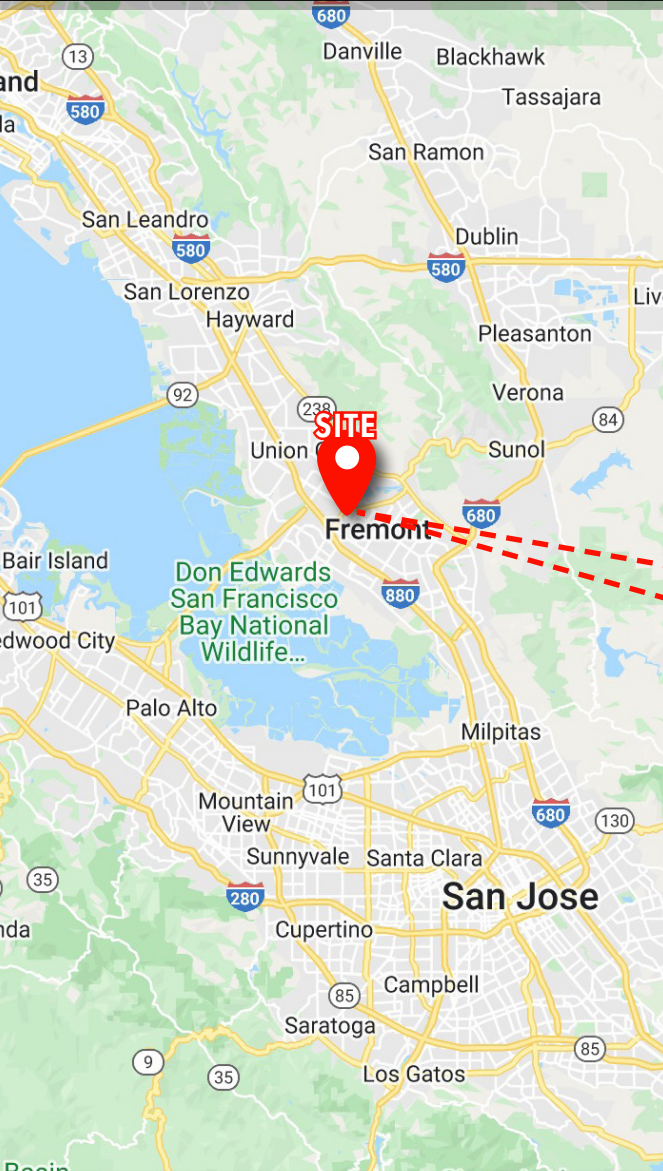 680
Danville
13
Blackhawk
and
580
Tassajara
la
San Ramon
San Leandro
Dublin
580
580
San Lorenzo
Liv
Hayward
Pleasanton
92
Verona
238
84
SITE
Union C
Sunol
680
Fremont
Bair Island
Don Edwards
San Francisco
Bay National
Wildlife...
880
101
edwood City
Palo Alto
Milpitas
101
Mountain
View
680
130
Sunnyvale
Santa Clara
35
280
San Jose
nda
Cupertino
Campbell
85
Saratoga
85
9
35
Los Gatos
Basin